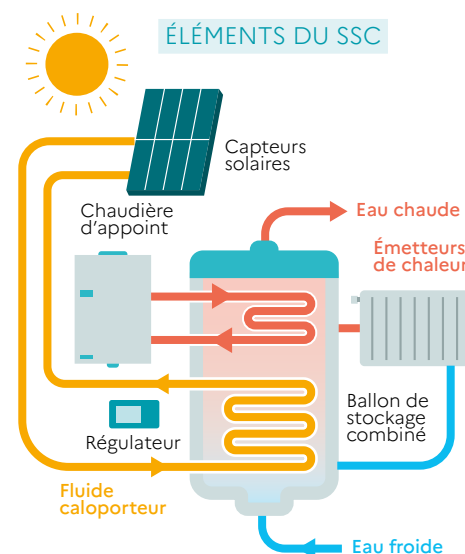 ÉLÉMENTS DU SSC
Capteurs
solaires
Chaudière
d'appoint
Eau chaude
Émetteurs
de chaleur
Régulateur
Ballon de
stockage
combiné
Fluide
caloporteur
Eau froide